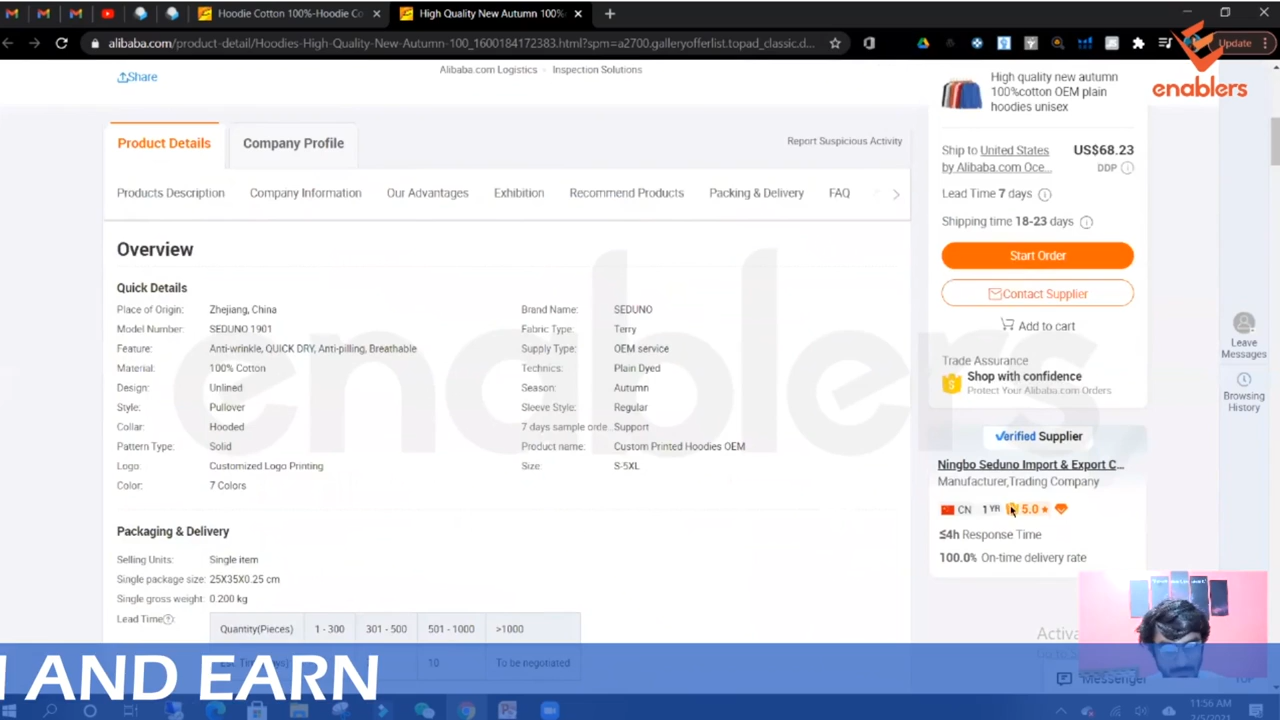 Hoodie Cotton 100%-Hoodie Co
High Quality New Autumn 100%
alibaba.com/product-detail/Hoodies-High-Quality-New-Autumn-100_1600184172383.html?spm=a2700.galleryofferlist.topad_classic.d...
Update
enablers
Share
Alibaba.com Logistics · Inspection Solutions
Product Details
Company Profile
Report Suspicious Activity
Products Description
Company Information
Our Advantages
Exhibition
Recommend Products
Packing & Delivery
FAQ
Overview
Quick Details
Place of Origin: Zhejiang, China
Brand Name: SEDUNO
Model Number: SEDUNO 1901
Fabric Type: Terry
Feature: Anti-wrinkle, QUICK DRY, Anti-pilling, Breathable
Supply Type: OEM service
Material: 100% Cotton
Technics: Plain Dyed
Design: Unlined
Season: Autumn
Style: Pullover
Sleeve Style: Regular
Collar: Hooded
7 days sample orde... Support
Pattern Type: Solid
Product name: Custom Printed Hoodies OEM
Logo: Customized Logo Printing
Size: S-5XL
Color: 7 Colors
Packaging & Delivery
Selling Units: Single item
Single package size: 25X35X0.25 cm
Single gross weight: 0.200 kg
Lead Time:
Quantity(Pieces) 1 - 300 301 - 500 501 - 1000 >1000
10 To be negotiated
High quality new autumn
100%cotton OEM plain
hoodies unisex
Ship to United States US$68.23
by Alibaba.com Oce... DDP
Lead Time 7 days
Shipping time 18-23 days
Start Order
Contact Supplier
Add to cart
Trade Assurance
Shop with confidence
Protect Your Alibaba.com Orders
Verified Supplier
Ningbo Seduno Import & Export C...
Manufacturer,Trading Company
CN 1 YR 5.0
≤4h Response Time
100.0% On-time delivery rate
Leave
Messages
Browsing
History
enablers
Activa
Messenger
TOP
AND EARN
11:56 AM
2/5/2021